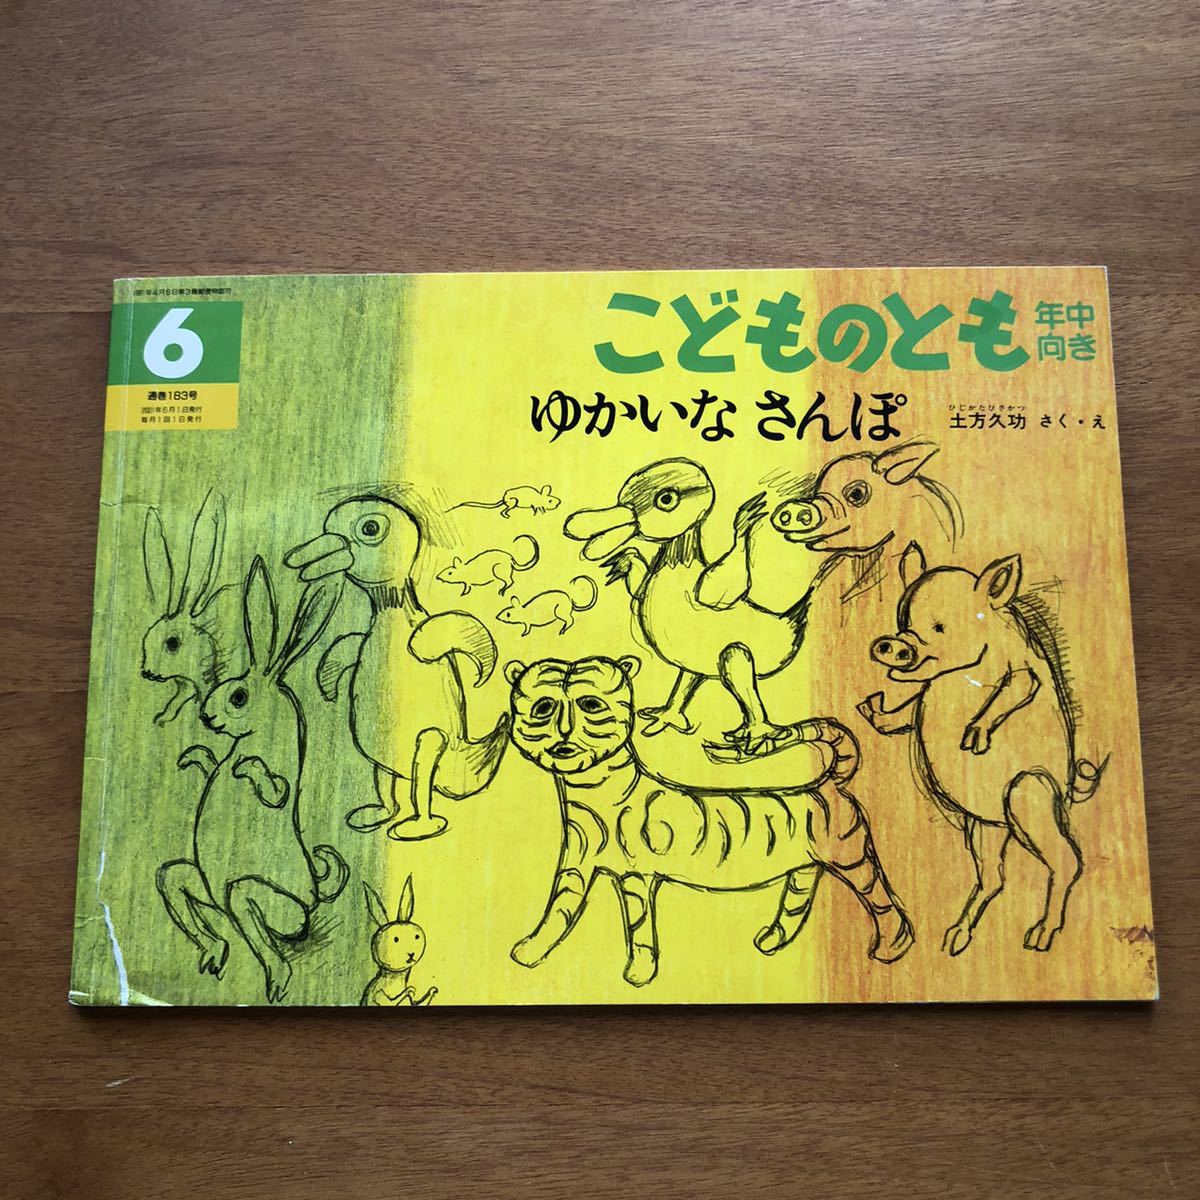 1951年4月6日第3種郵便物認可
6
通巻183号
2001年6月1日発行
毎月1回1日発行
こどものとも 年中向き
ゆかいな さんぽ
ひじかたひさかつ
土方久功 さく・え